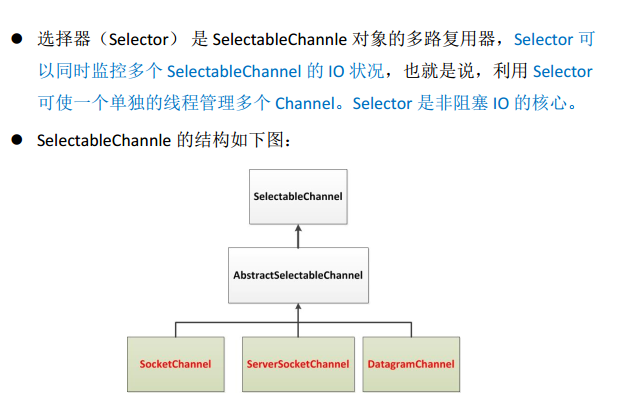 ● 选择器（Selector） 是 SelectableChannle 对象的多路复用器，Selector 可
以同时监控多个 SelectableChannel 的 IO 状况，也就是说，利用 Selector
可使一个单独的线程管理多个 Channel。Selector 是非阻塞 IO 的核心。
● SelectableChannle 的结构如下图：
SelectableChannel
AbstractSelectableChannel
SocketChannel
ServerSocketChannel
DatagramChannel